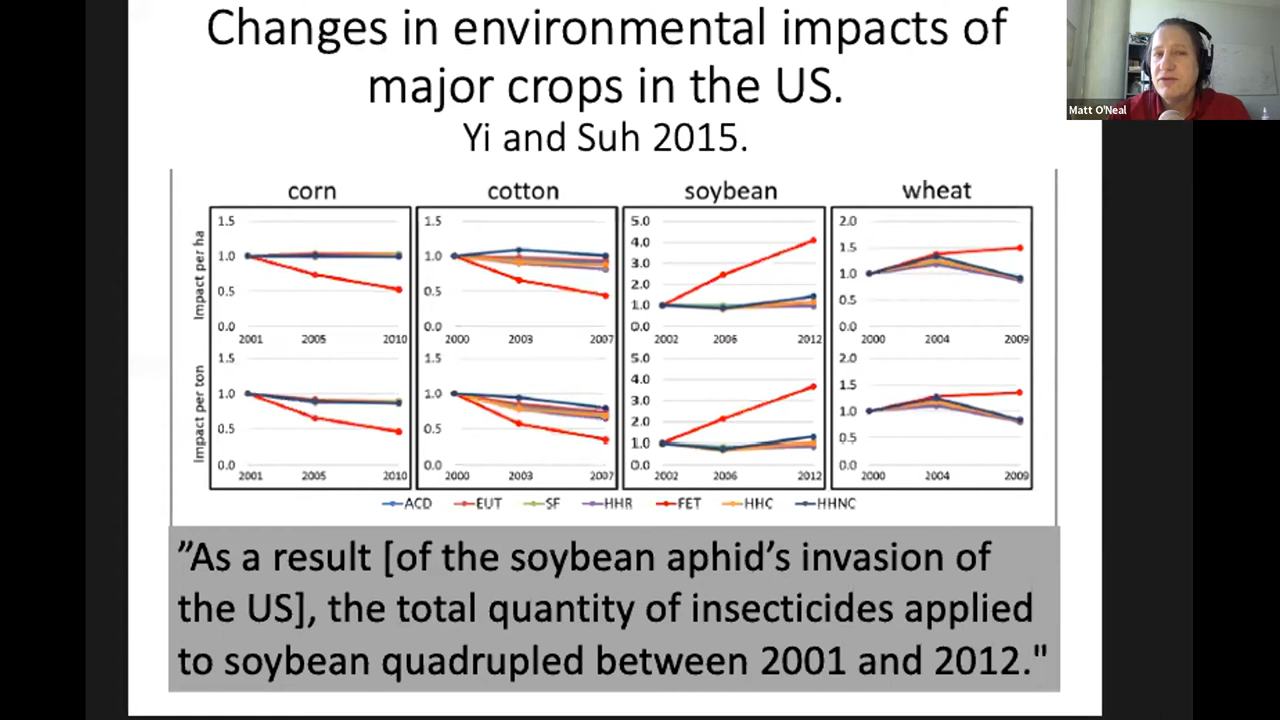 Changes in environmental impacts of
major crops in the US.
Yi and Suh 2015.
Matt O'Neal
corn cotton soybean wheat
Impact per ha
1.5 1.5 5.0 2.0
4.0
1.0 1.0 3.0 1.5
2.0 1.0
0.5 0.5 1.0 0.5
0.0 0.0 0.0 0.0
2001 2005 2010 2000 2003 2007 2002 2006 2012 2000 2004 2009
Impact per ton
1.5 1.5 5.0 2.0
4.0
1.0 1.0 3.0 1.5
2.0 1.0
0.5 0.5 1.0 0.5
0.0 0.0 0.0 0.0
2001 2005 2010 2000 2003 2007 2002 2006 2012 2000 2004 2009
ACD EUT SF HHR FET HHC HHNC
”As a result [of the soybean aphid’s invasion of
the US], the total quantity of insecticides applied
to soybean quadrupled between 2001 and 2012."